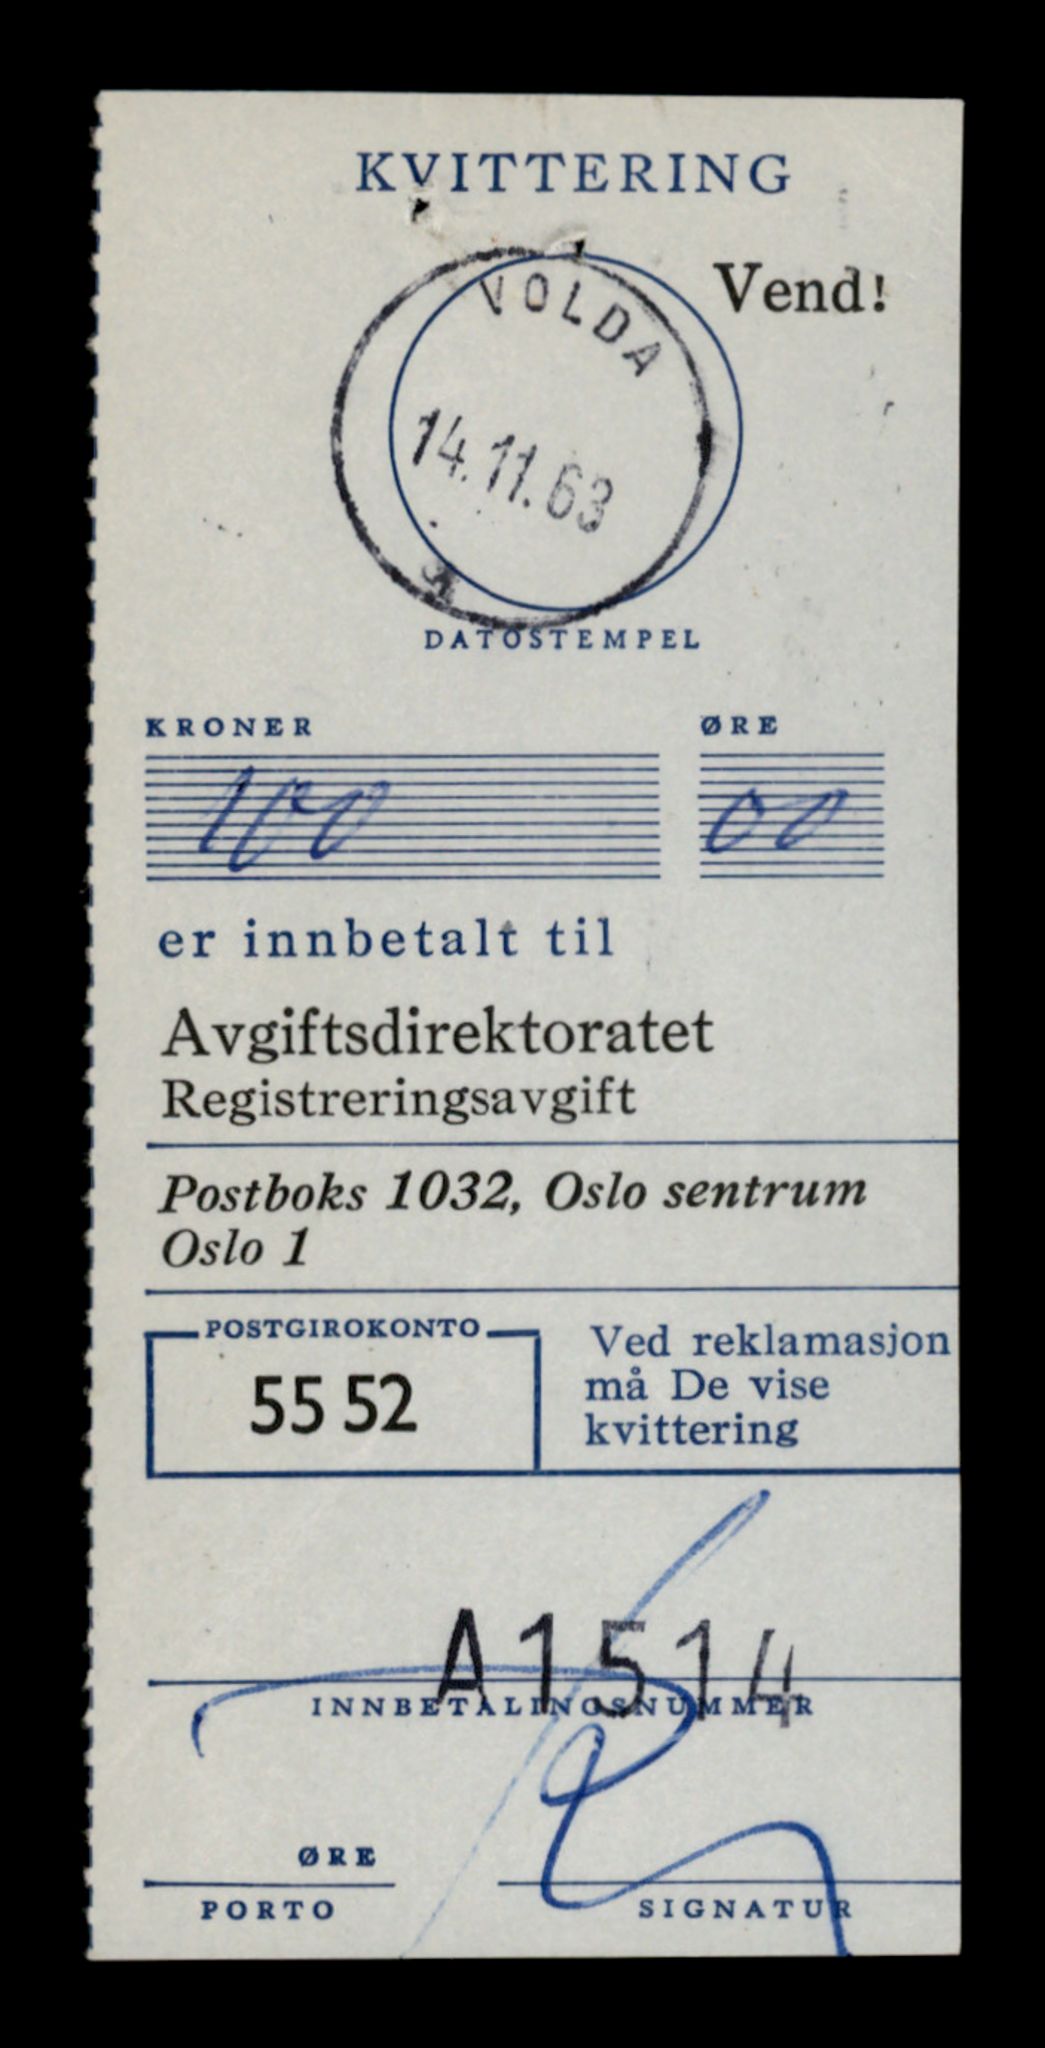 KVITTERING
Vend!
VOLDA
14.11.63
DATOSTEMPEL
KRONER ØRE
100 00
er innbetalt til
Avgiftsdirektoratet
Registreringsavgift
Postboks 1032, Oslo sentrum
Oslo 1
POSTGIROKONTO
55 52
Ved reklamasjon
må De vise
kvittering
A1514
INNBETALINGSNUMMER
ØRE
PORTO
SIGNATUR